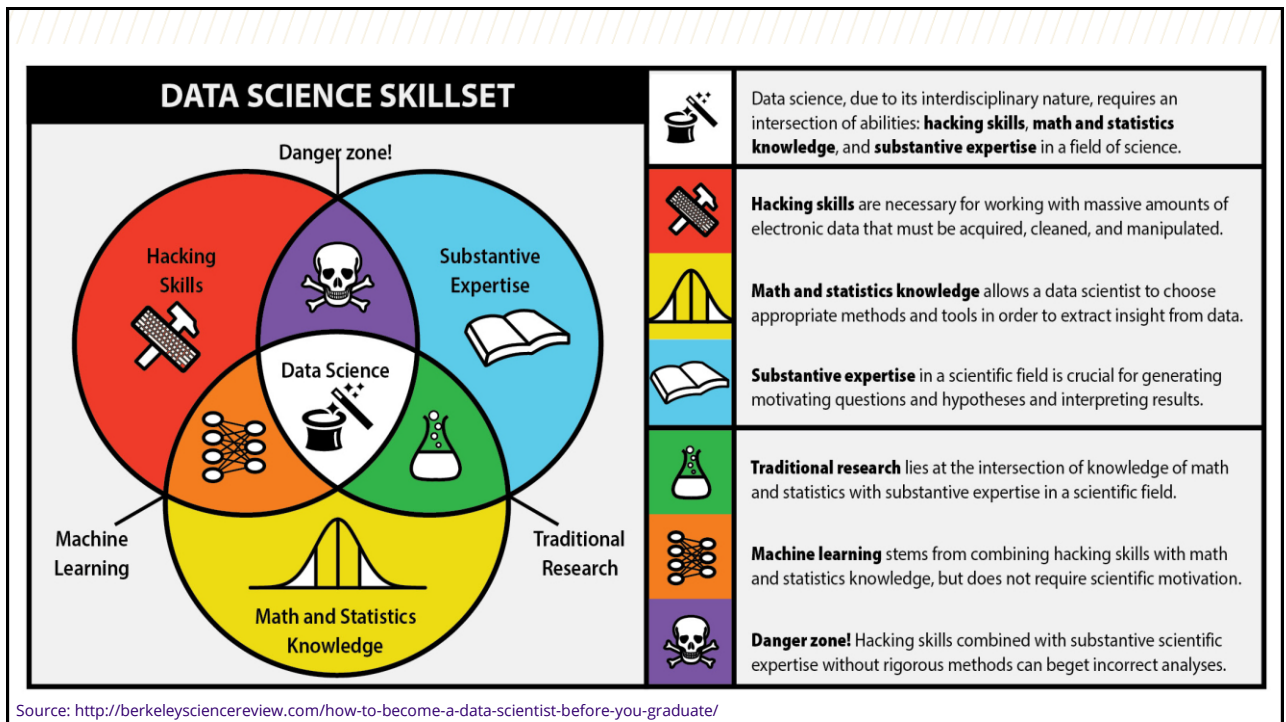 DATA SCIENCE SKILLSET
Danger zone!
Hacking
Skills
Substantive
Expertise
Data Science
Machine
Learning
Traditional
Research
Math and Statistics
Knowledge
Data science, due to its interdisciplinary nature, requires an
intersection of abilities: hacking skills, math and statistics
knowledge, and substantive expertise in a field of science.
Hacking skills are necessary for working with massive amounts of
electronic data that must be acquired, cleaned, and manipulated.
Math and statistics knowledge allows a data scientist to choose
appropriate methods and tools in order to extract insight from data.
Substantive expertise in a scientific field is crucial for generating
motivating questions and hypotheses and interpreting results.
Traditional research lies at the intersection of knowledge of math
and statistics with substantive expertise in a scientific field.
Machine learning stems from combining hacking skills with math
and statistics knowledge, but does not require scientific motivation.
Danger zone! Hacking skills combined with substantive scientific
expertise without rigorous methods can beget incorrect analyses.
Source: http://berkeleysciencereview.com/how-to-become-a-data-scientist-before-you-graduate/